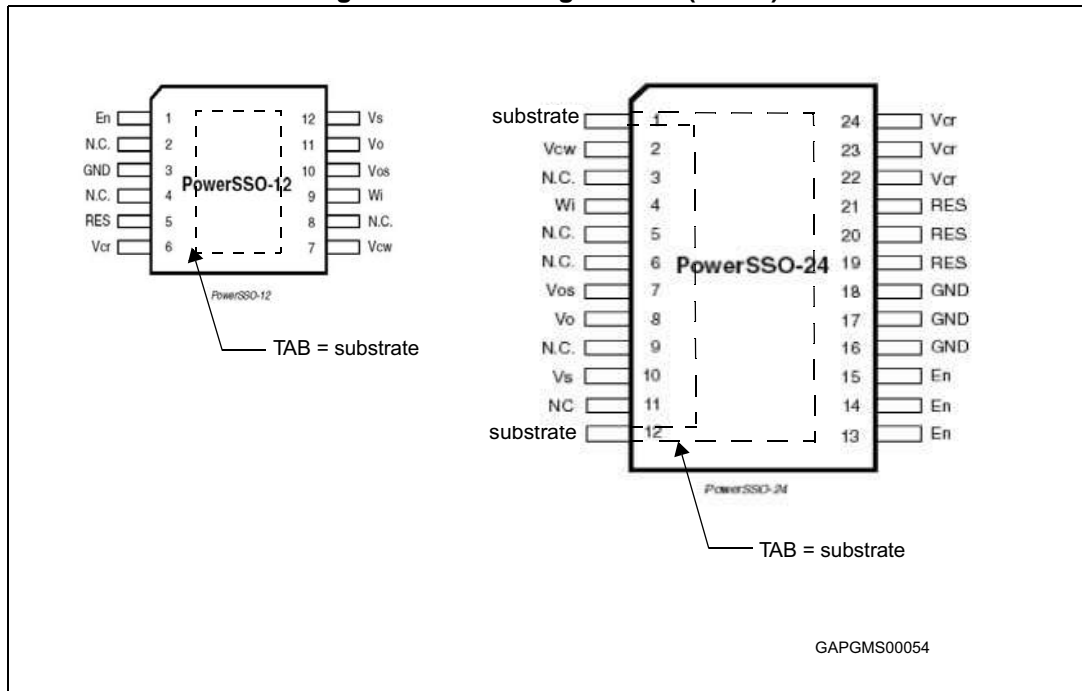 En 1 12 Vs
N.C. 2 11 Vo
GND 3 10 Vos
PowerSSO-12
N.C. 4 9 Wi
RES 5 8 N.C.
Vcr 6 7 Vcw
PowerSSO-12
TAB = substrate
substrate 1 24 Vcr
Vcw 2 23 Vcr
N.C. 3 22 Vcr
Wi 4 21 RES
N.C. 5 20 RES
N.C. 6 19 RES
PowerSSO-24
Vos 7 18 GND
Vo 8 17 GND
N.C. 9 16 GND
Vs 10 15 En
NC 11 14 En
substrate 12 13 En
PowerSSO-24
TAB = substrate
GAPGMS00054